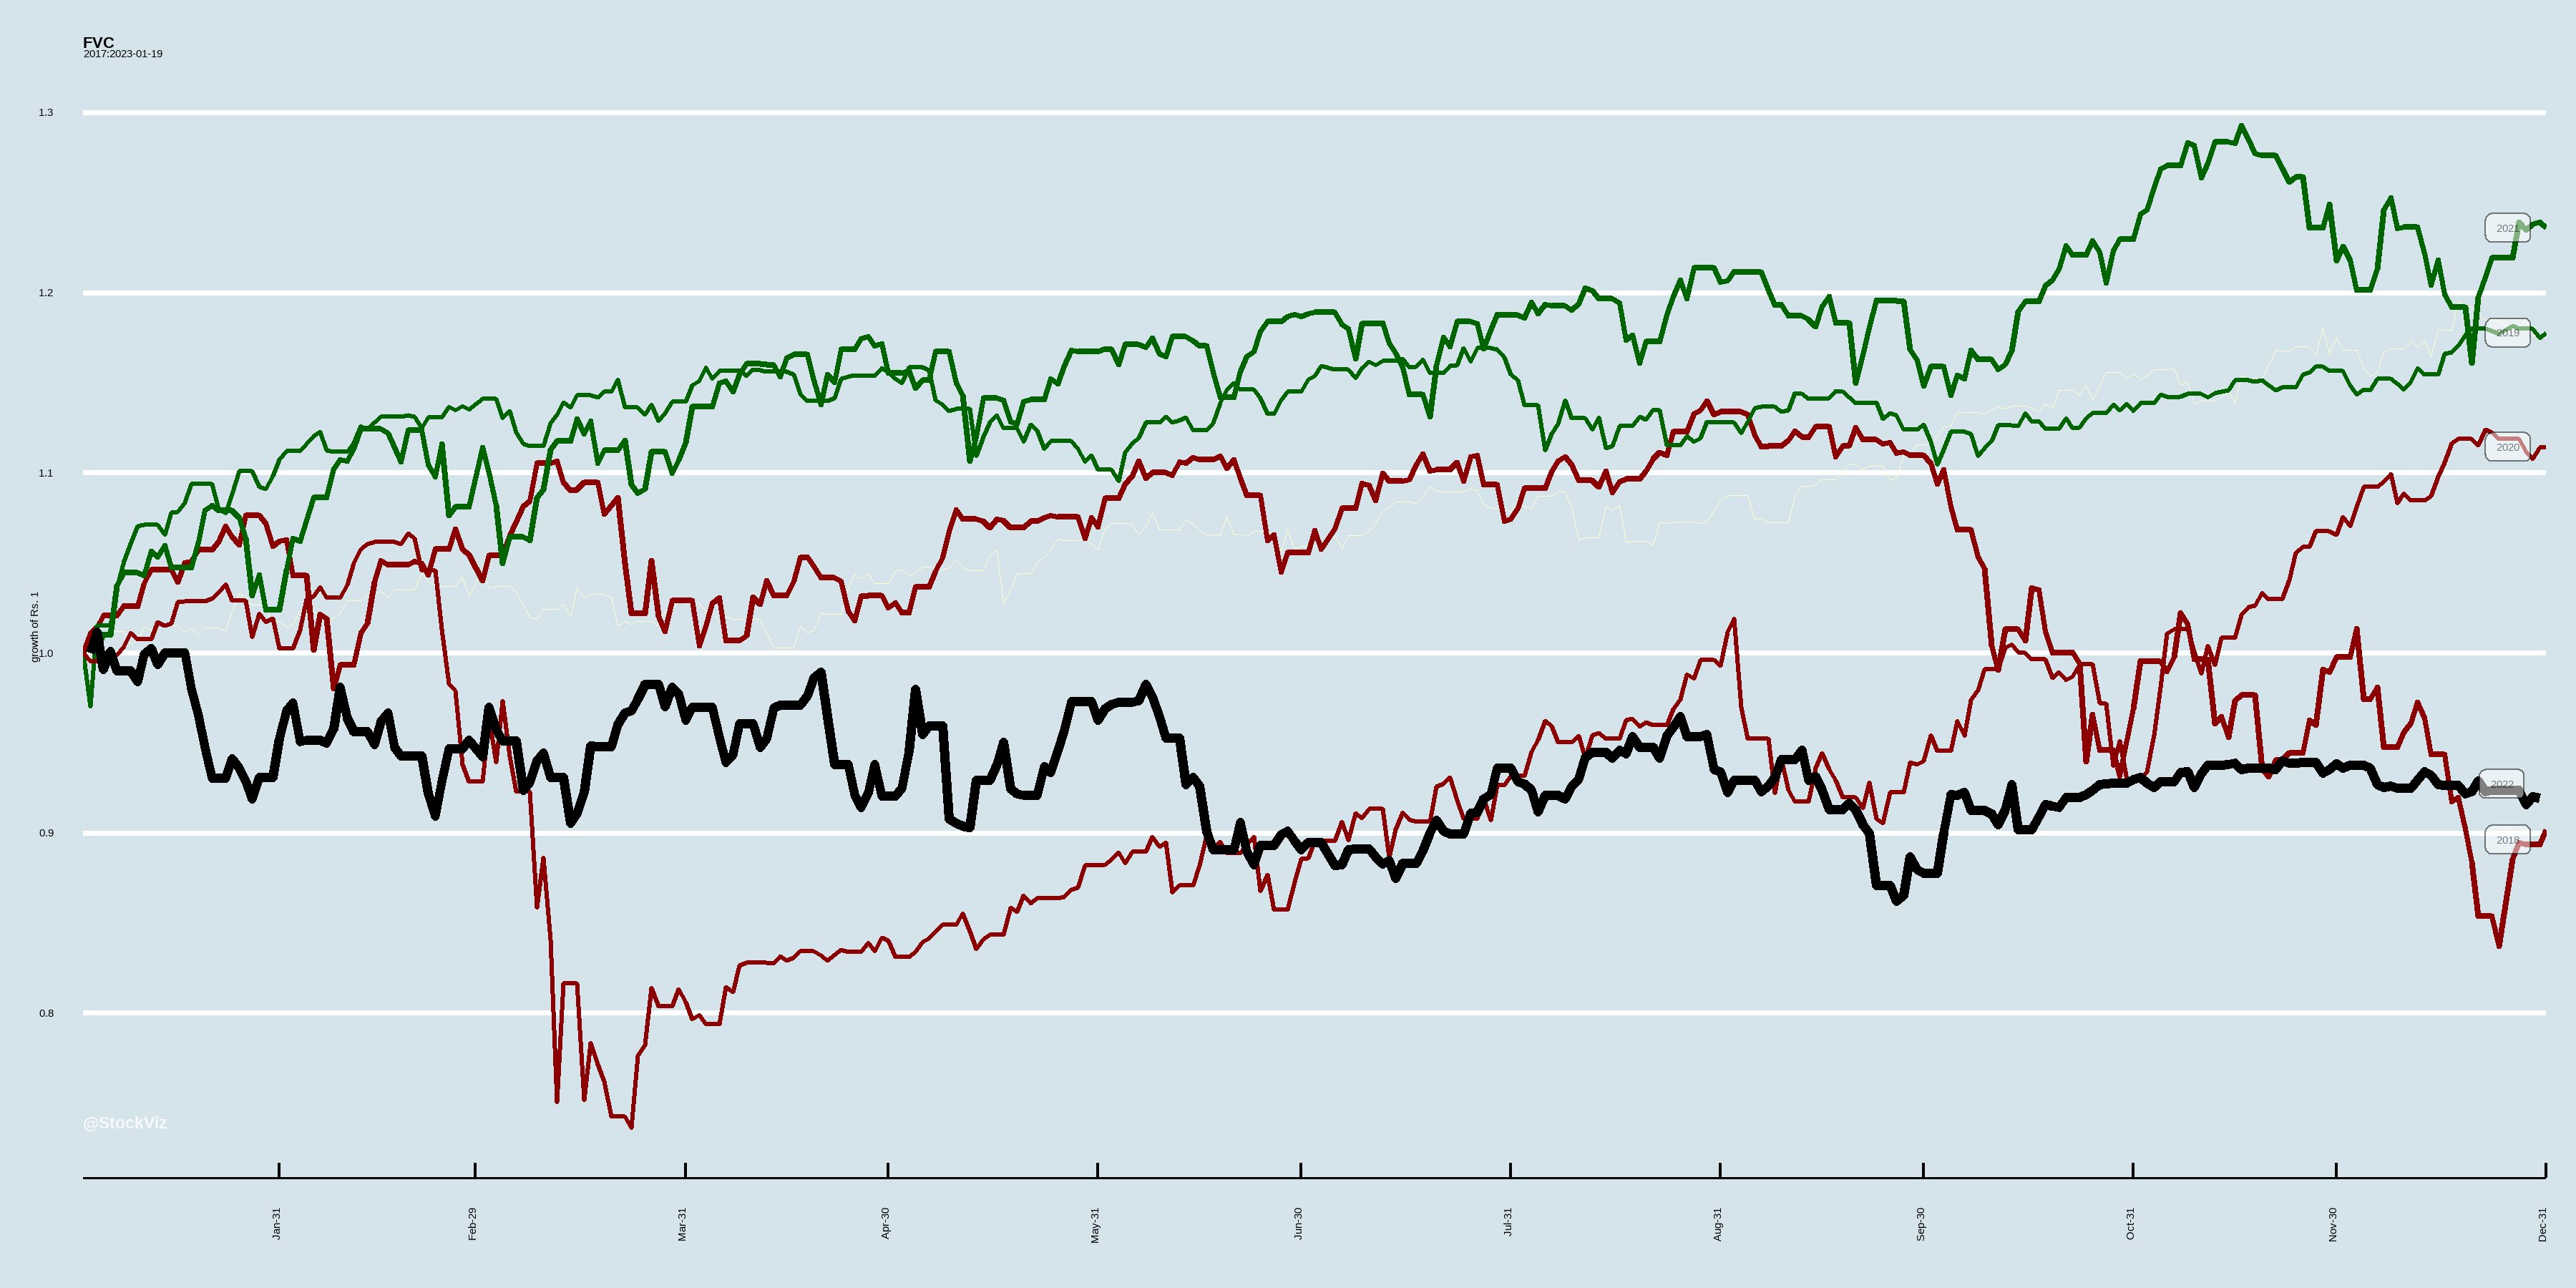 FVC
2017:2023-01-19
growth of Rs. 1
1.3
1.2
1.1
1.0
0.9
0.8
2021
2019
2020
2022
2018
@StockViz
Jan-31
Feb-29
Mar-31
Apr-30
May-31
Jun-30
Jul-31
Aug-31
Sep-30
Oct-31
Nov-30
Dec-31